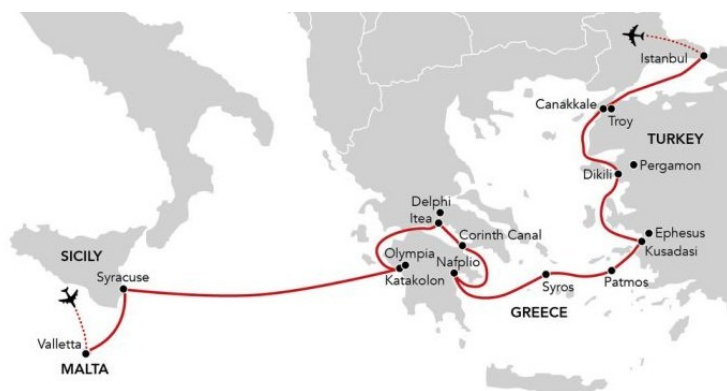 Istanbul
Canakkale
Troy
TURKEY
Pergamon
Dikili
Delphi
Itea
Ephesus
Corinth Canal
Kusadasi
SICILY
Olympia
Nafplio
Syracuse
Katakolon
Syros
Patmos
GREECE
Valletta
MALTA